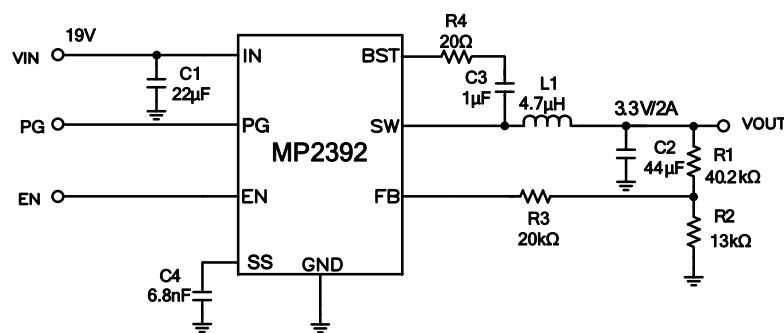 19V
VIN
IN
C1
22µF
PG
PG
MP2392
EN
EN
SS
C4
6.8nF
GND
BST
R4
20Ω
C3
1µF
L1
4.7µH
SW
3.3V/2A
VOUT
C2
44µF
R1
40.2kΩ
FB
R3
20kΩ
R2
13kΩ